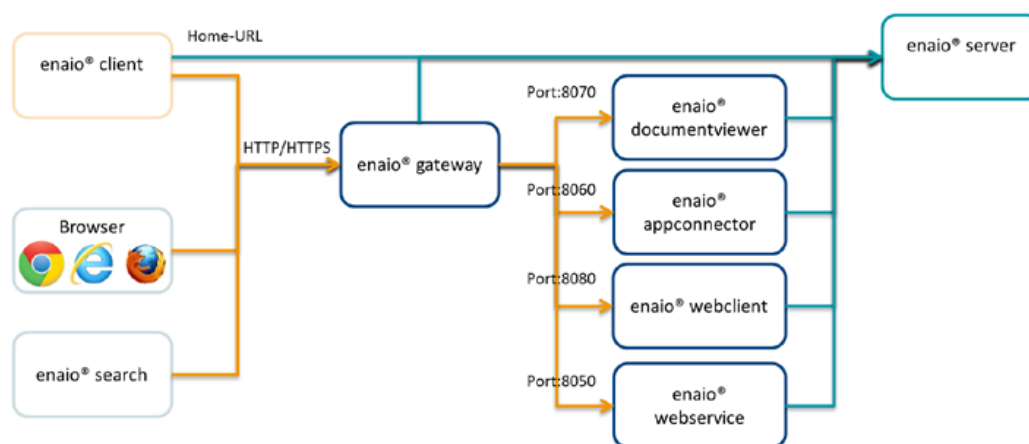 Home-URL
enaio® client
enaio® server
Port:8070
enaio®
documentviewer
HTTP/HTTPS
enaio® gateway
Port:8060
enaio®
appconnector
Browser
Port:8080
enaio® webclient
enaio® search
Port:8050
enaio®
webservice